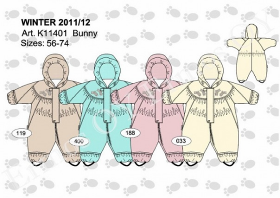 WINTER 2011/12
Art. K11401 Bunny
Sizes: 56-74
119
400
188
033